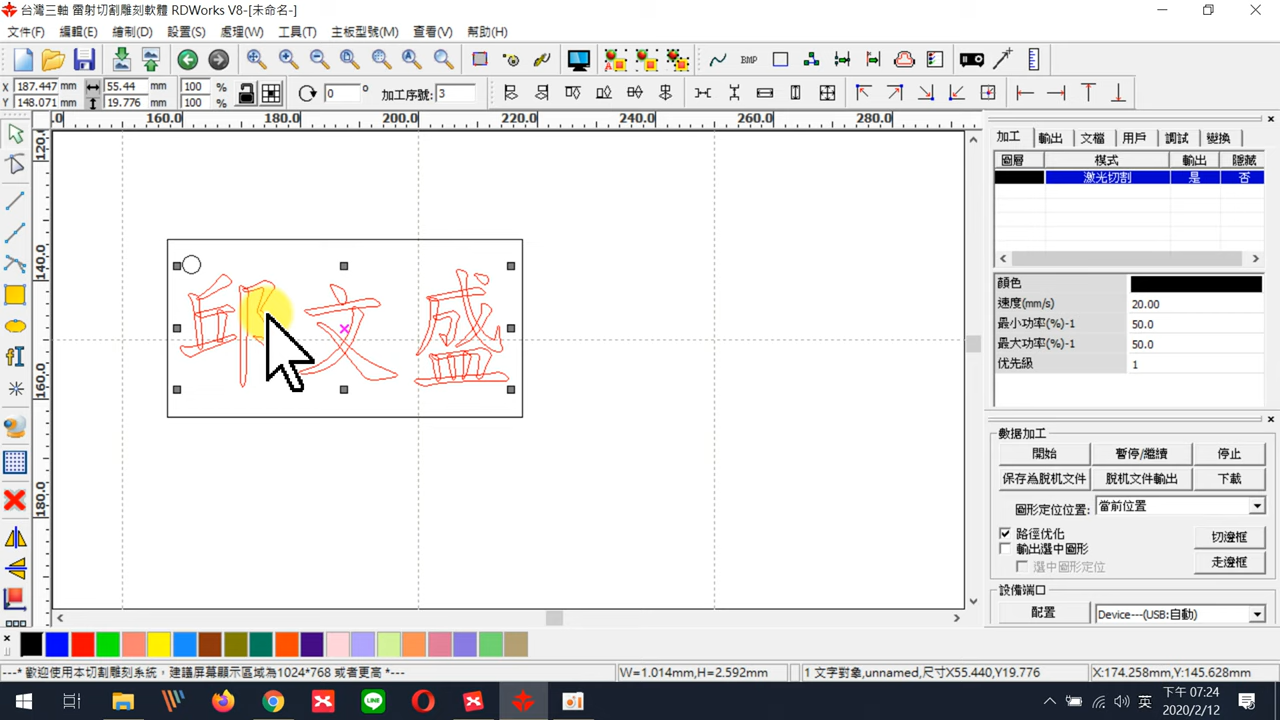 台灣三軸 雷射切割雕刻軟體 RDWorks V8-[未命名-]
文件(F) 編輯(E) 繪制(D) 設置(S) 處理(W) 工具(T) 主板型號(M) 查看(V) 幫助(H)
BMP
X 187.447 mm 55.44 mm 100 %
Y 148.071 mm 19.776 mm 100 %
0 ° 加工序號: 3
160.0 180.0 200.0 220.0 240.0 260.0 280.0
120.0
140.0
160.0
180.0
邱文盛
加工 輸出 文檔 用戶 調試 變換
圖層 模式 輸出 隱藏
激光切割 是 否
顏色
速度(mm/s) 20.00
最小功率(%)-1 50.0
最大功率(%)-1 50.0
优先級 1
數据加工
開始 暫停/繼續 停止
保存為脫机文件 脫机文件輸出 下載
圖形定位位置: 當前位置
路徑优化
輸出選中圖形
選中圖形定位
切邊框
走邊框
設備端口
配置 Device---(USB:自動)
---* 歡迎使用本切割雕刻系統，建議屏幕顯示區域為1024*768 或者更高 *---
W=1.014mm,H=2.592mm
1 文字對象,unnamed,尺寸X55.440,Y19.776
X:174.258mm,Y:145.628mm
英
下午 07:24
2020/2/12